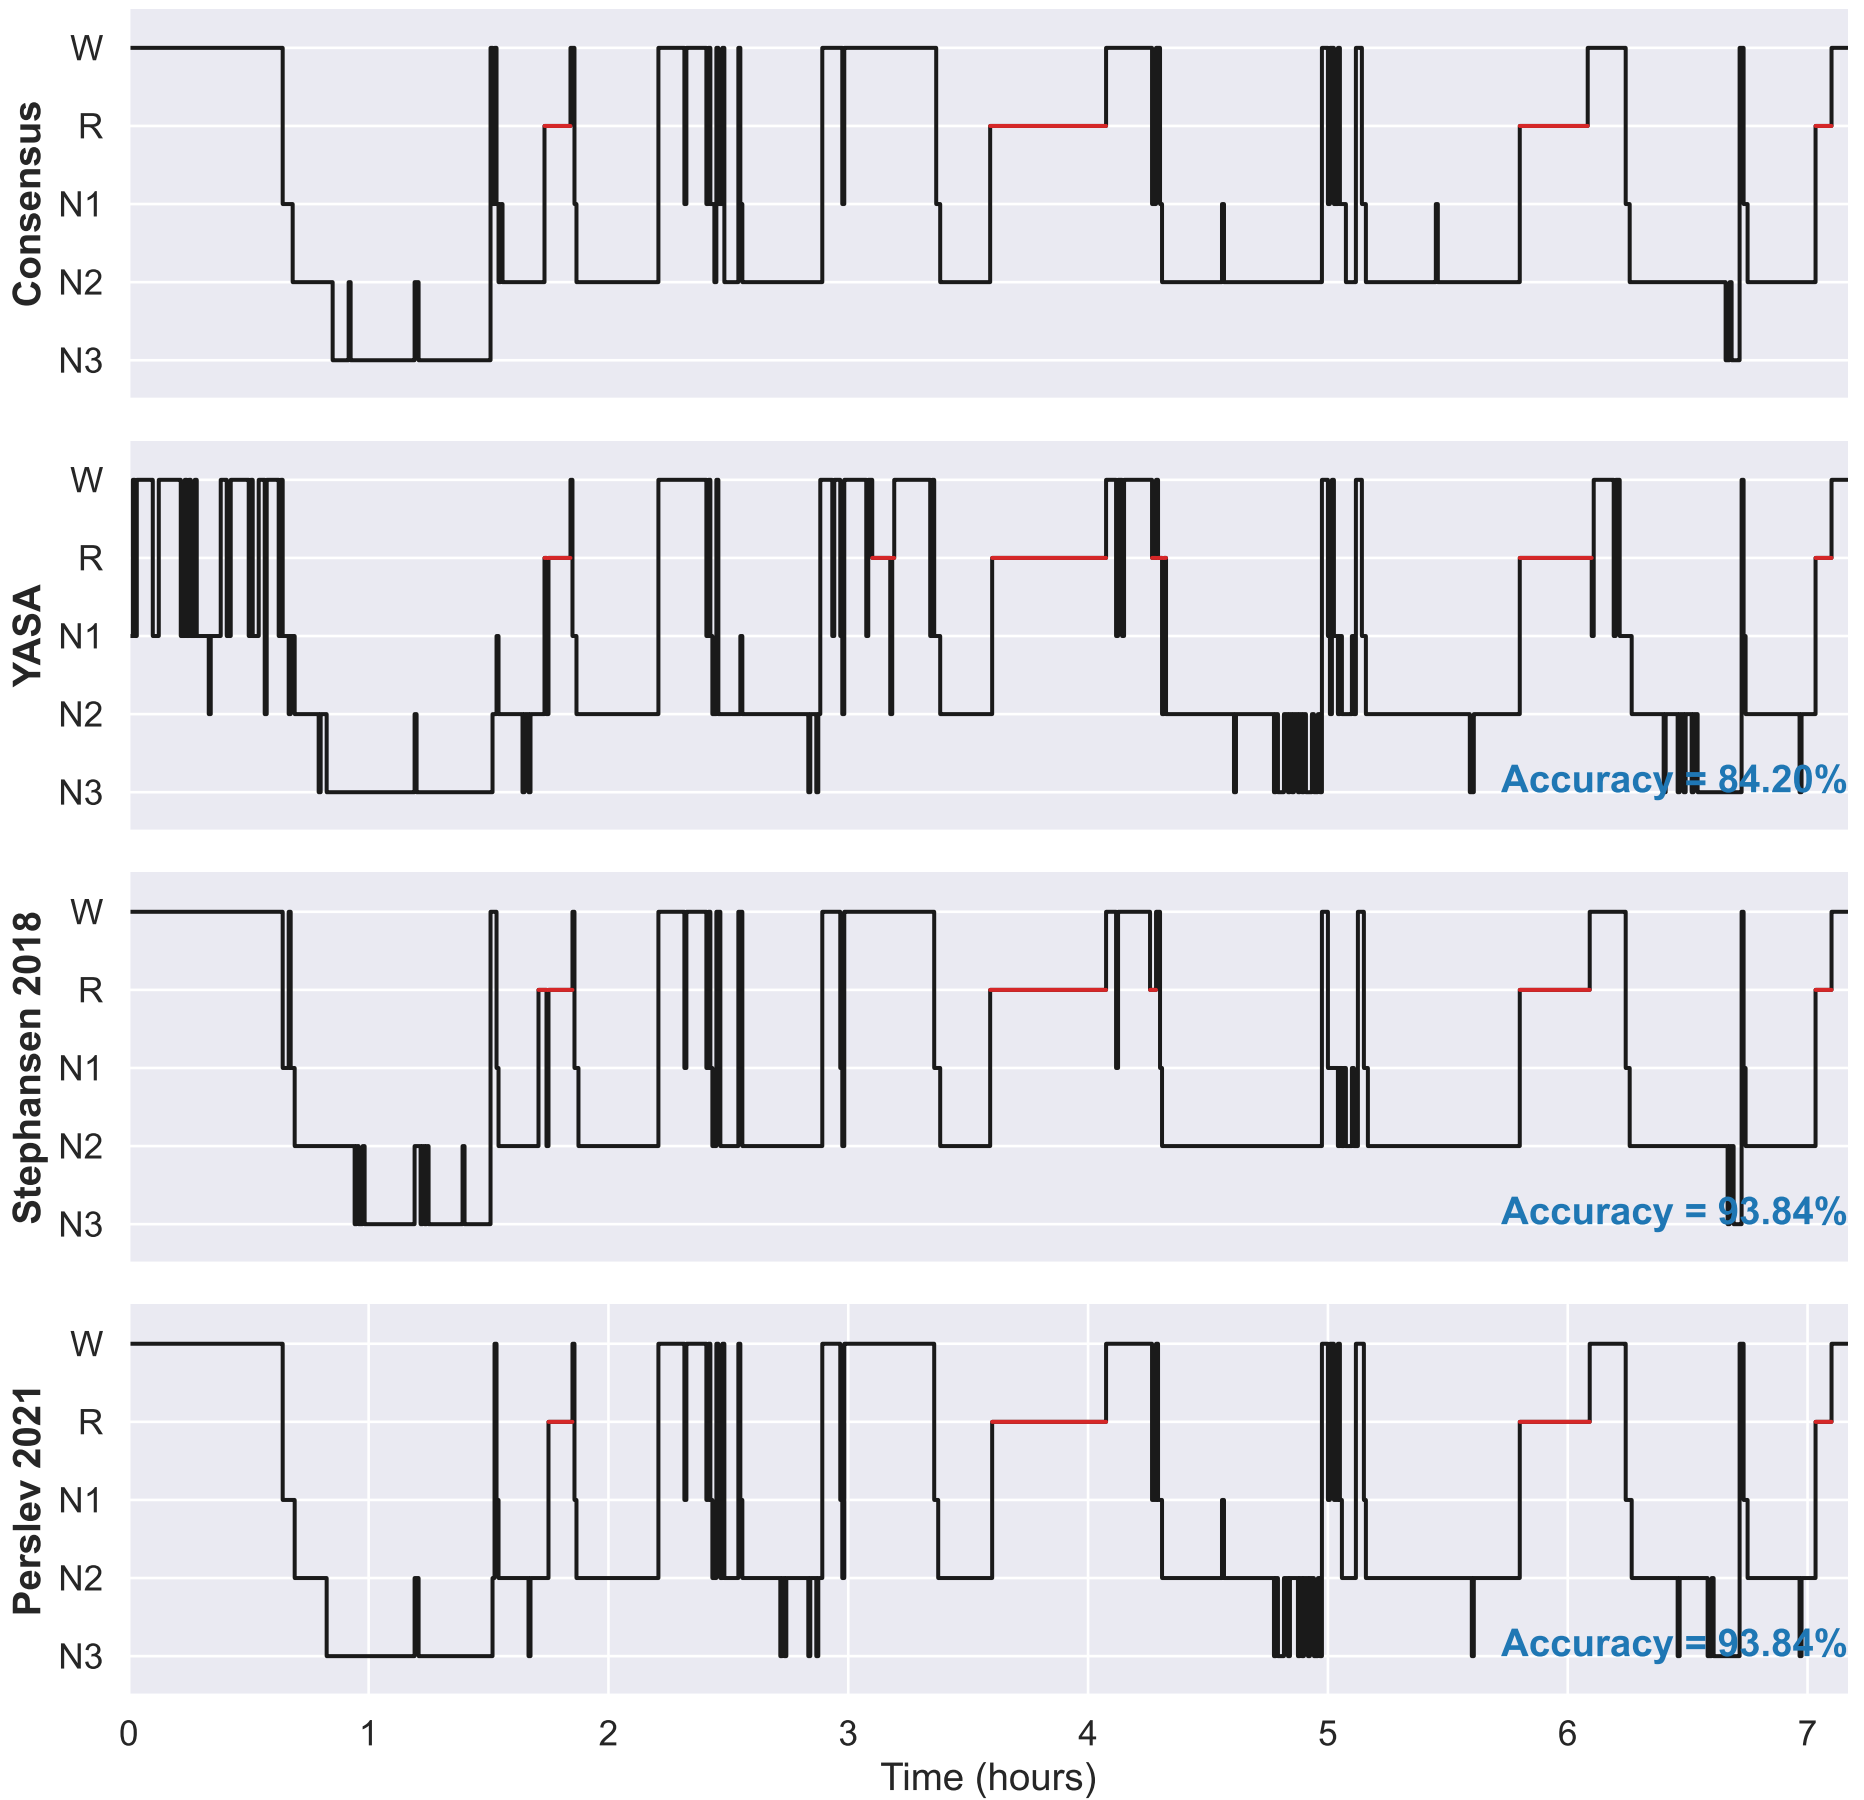 Consensus
W
R
N1
N2
N3
YASA
W
R
N1
N2
N3
Accuracy = 84.20%
Stephansen 2018
W
R
N1
N2
N3
Accuracy = 93.84%
Perslev 2021
W
R
N1
N2
N3
Accuracy = 93.84%
0 1 2 3 4 5 6 7
Time (hours)